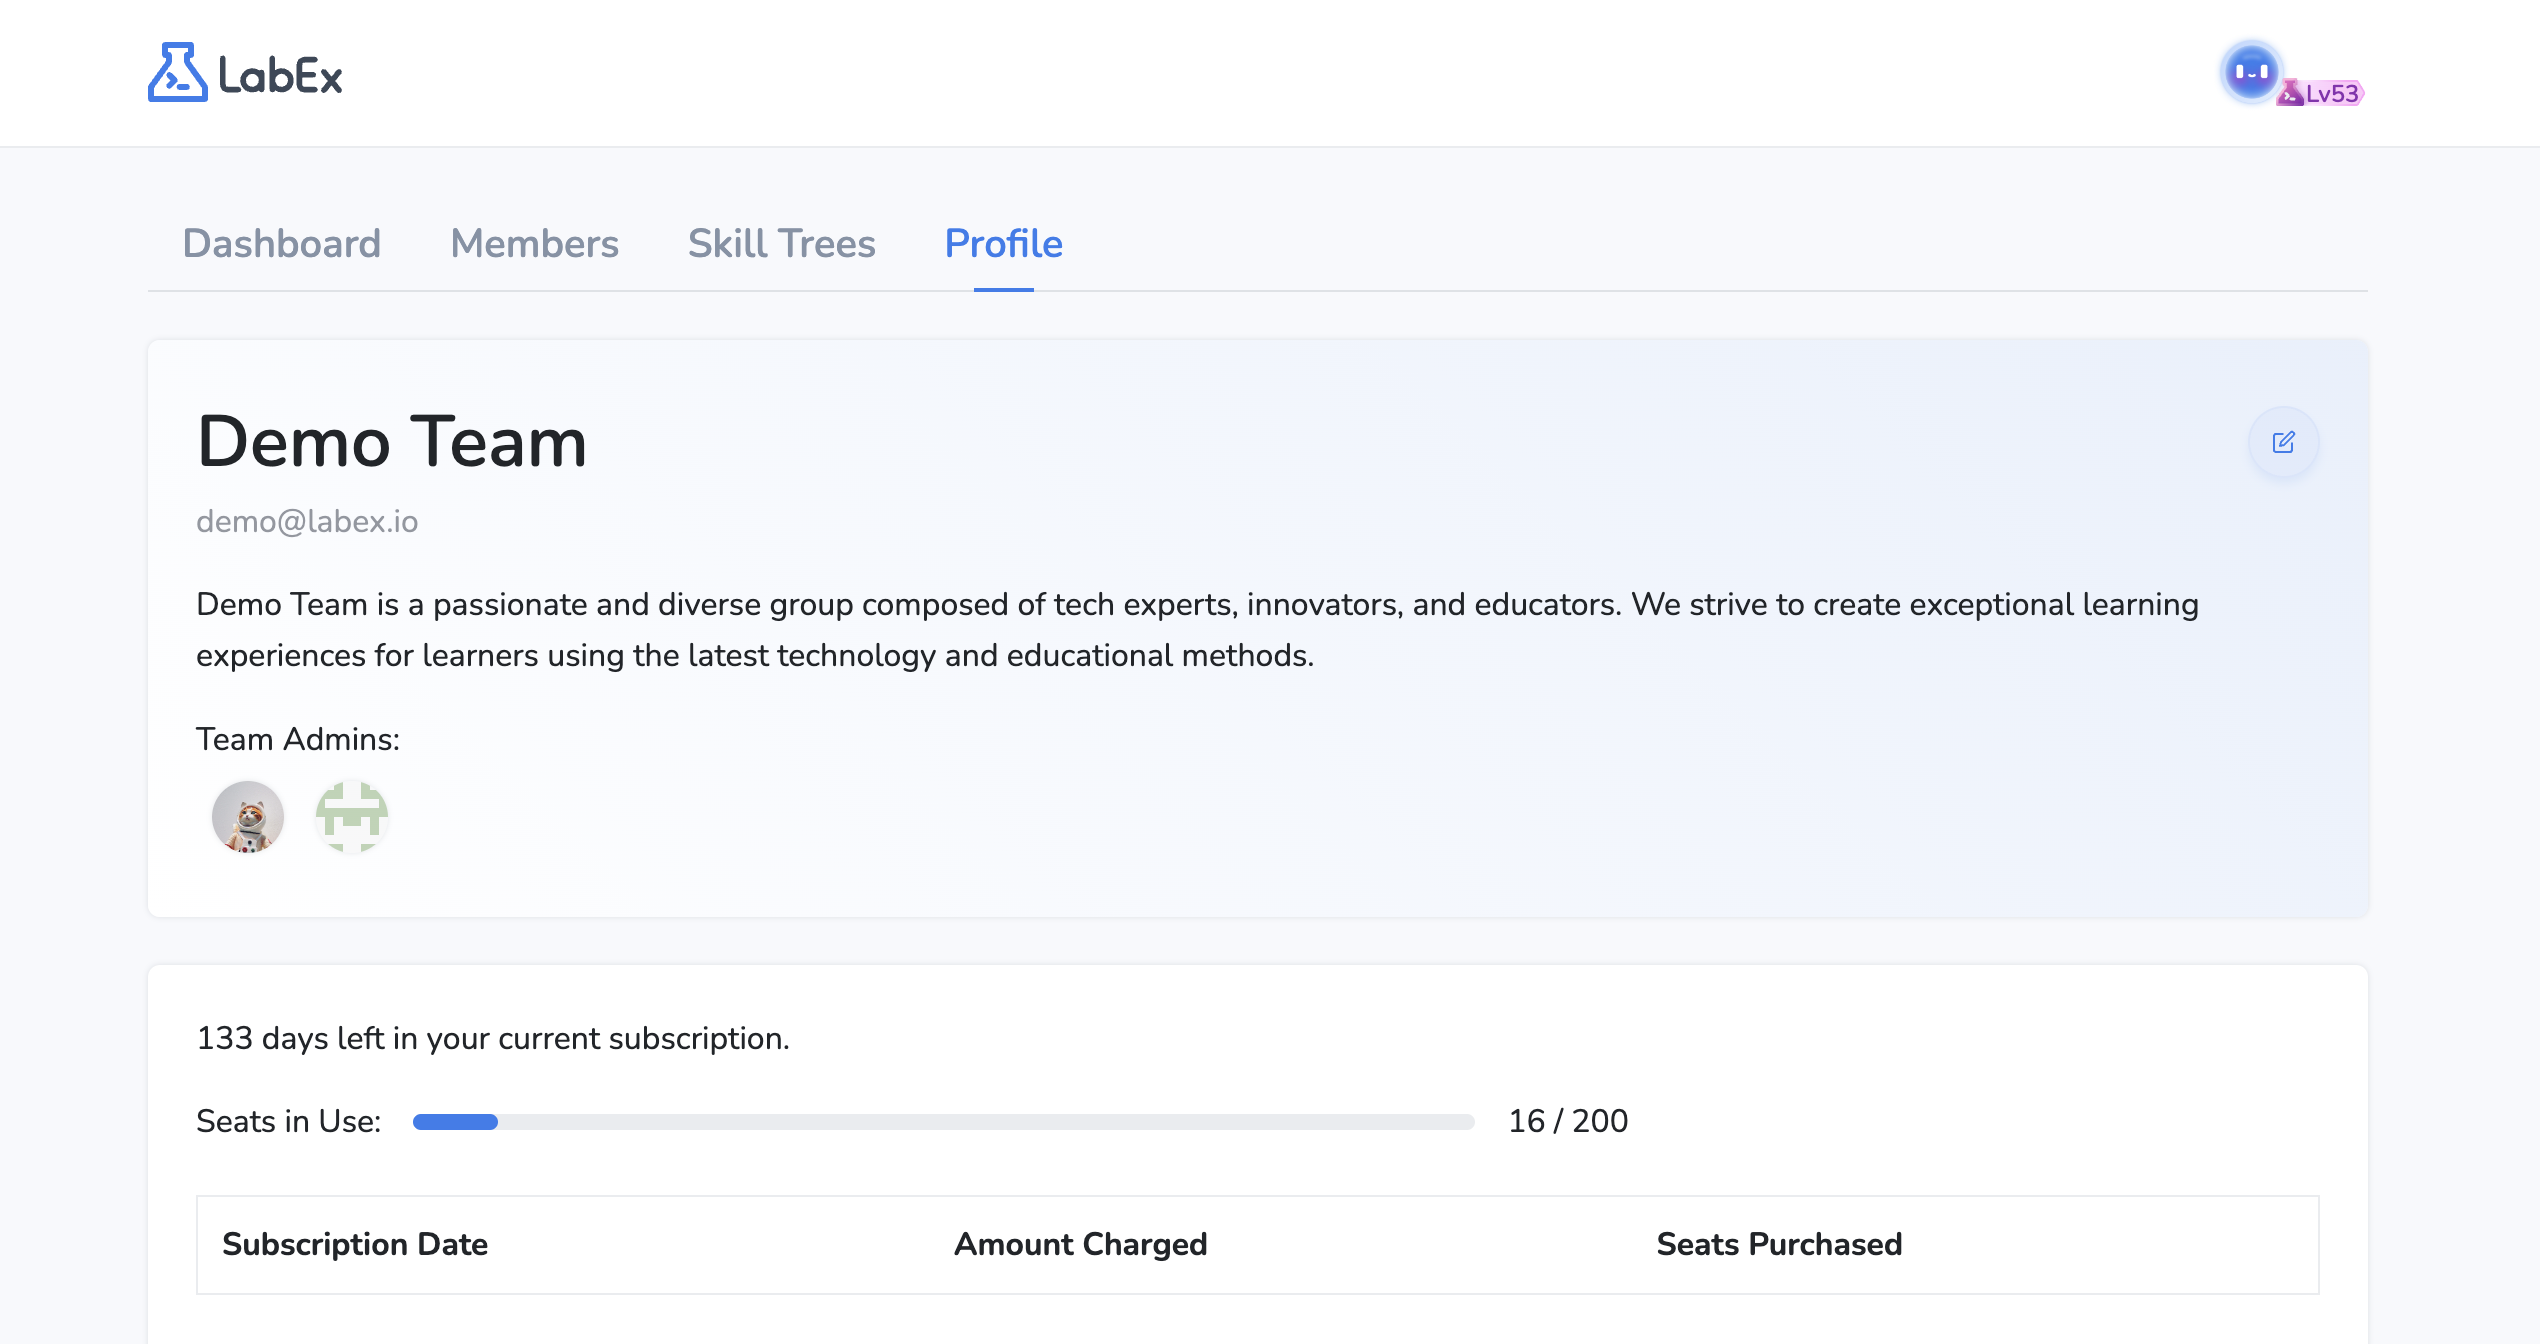 LabEx
Lv53
Dashboard Members Skill Trees Profile
Demo Team
demo@labex.io
Demo Team is a passionate and diverse group composed of tech experts, innovators, and educators. We strive to create exceptional learning
experiences for learners using the latest technology and educational methods.
Team Admins:
133 days left in your current subscription.
Seats in Use: 16 / 200
Subscription Date Amount Charged Seats Purchased